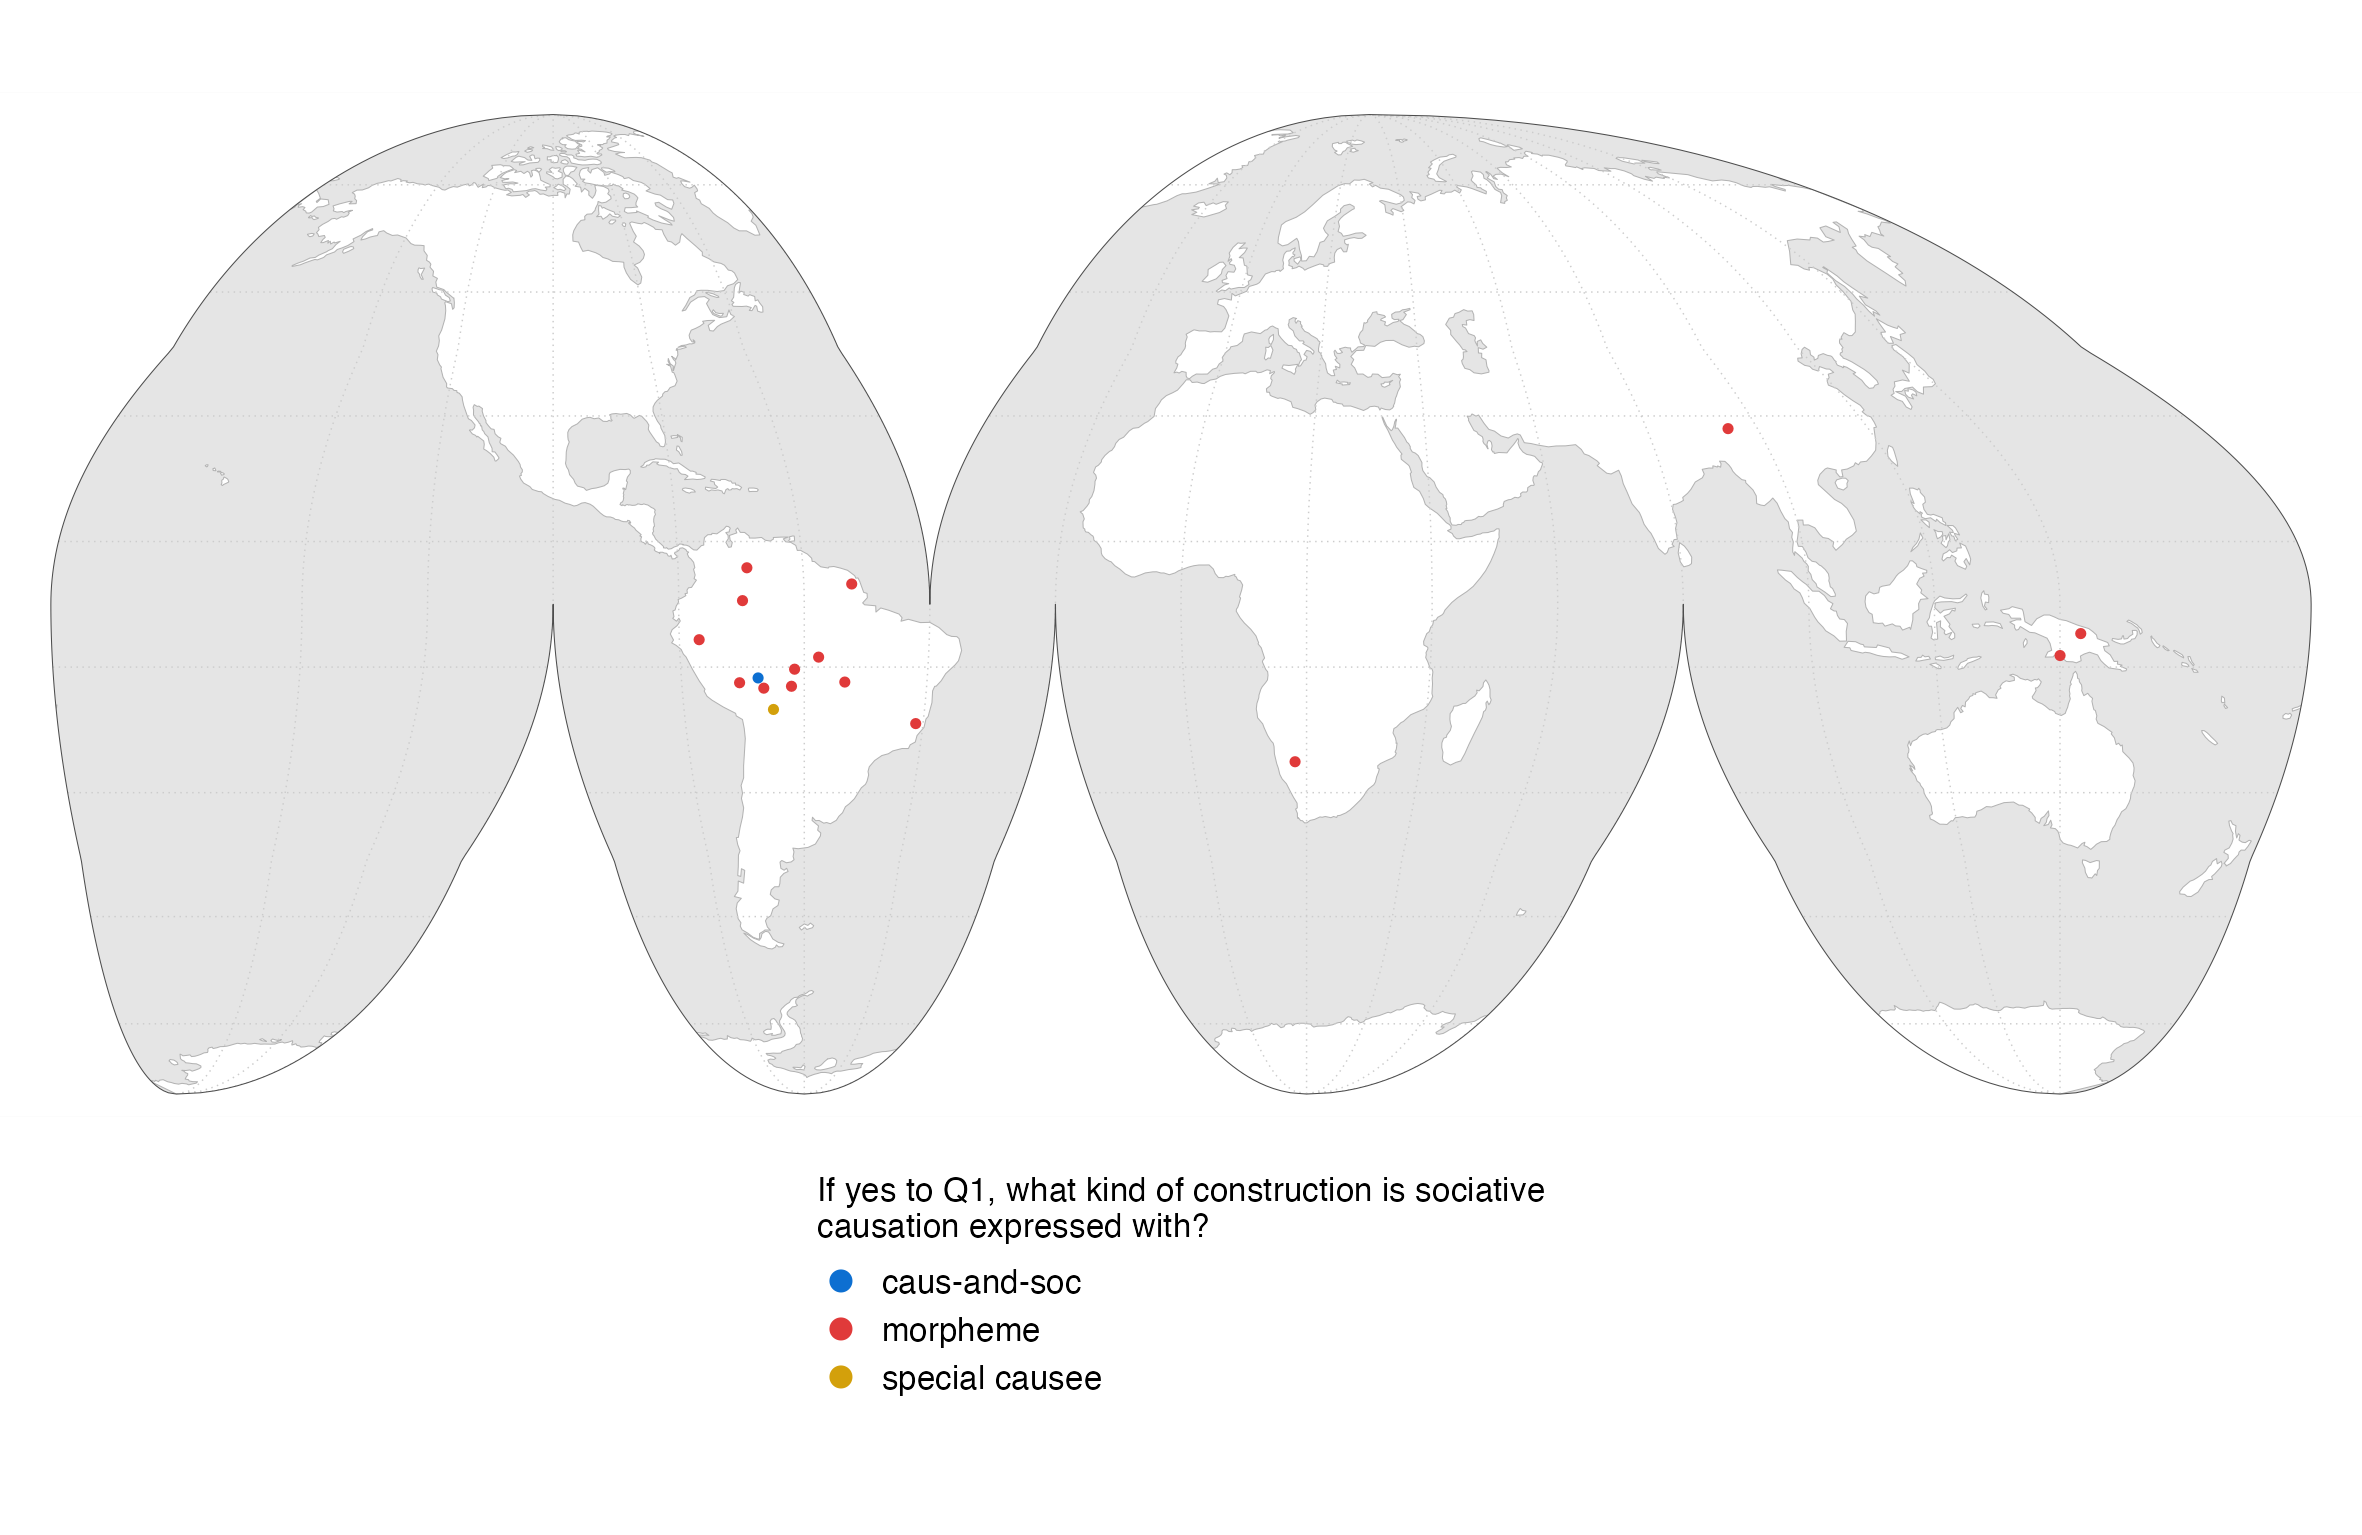 If yes to Q1, what kind of construction is sociative
causation expressed with?
caus-and-soc
morpheme
special causee